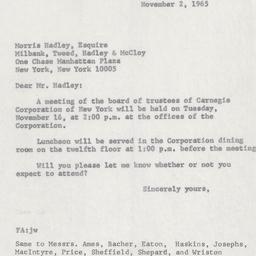 November 2, 1965
Morris Hadley, Esquire
Milbank, Tweed, Hadley & McCloy
One Chase Manhattan Plaza
New York, New York 10005
Dear Mr. Hadley:
A meeting of the board of trustees of Carnegie
Corporation of New York will be held on Tuesday,
November 16, at 2:00 p.m. at the offices of the
Corporation.
Luncheon will be served in the Corporation dining
room on the twelfth floor at 1:00 p.m. before the meeting
Will you please let me know whether or not you
expect to attend?
Sincerely yours,
FA:jw
Same to Messrs. Ames, Bacher, Eaton, Haskins, Josephs,
MacIntyre, Price, Sheffield, Shepard, and Wriston